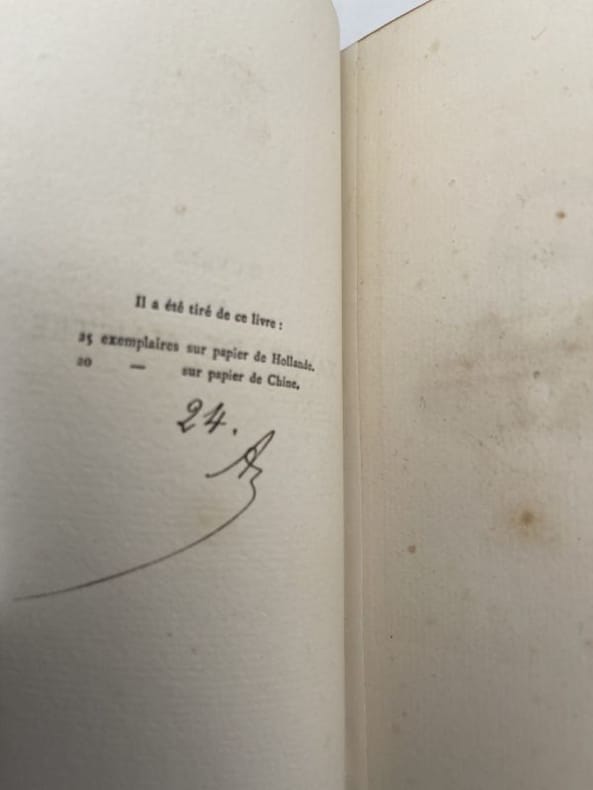 Il a été tiré de ce livre :
25 exemplaires sur papier de Hollande.
20 — sur papier de Chine.
24.